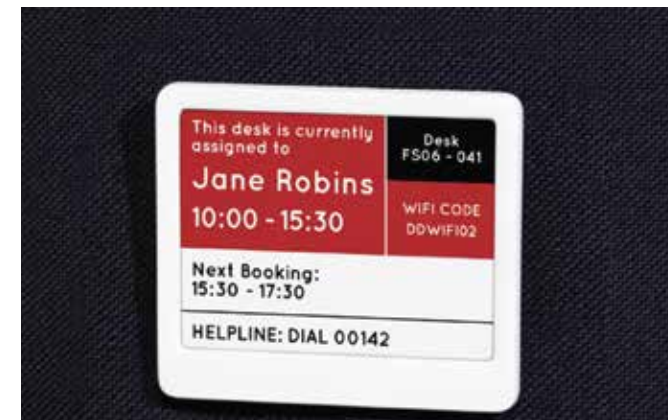 This desk is currently
assigned to
Jane Robins
10:00 - 15:30
Desk
FS06 - 041
WIFI CODE
DDWIFI02
Next Booking:
15:30 - 17:30
HELPLINE: DIAL 00142